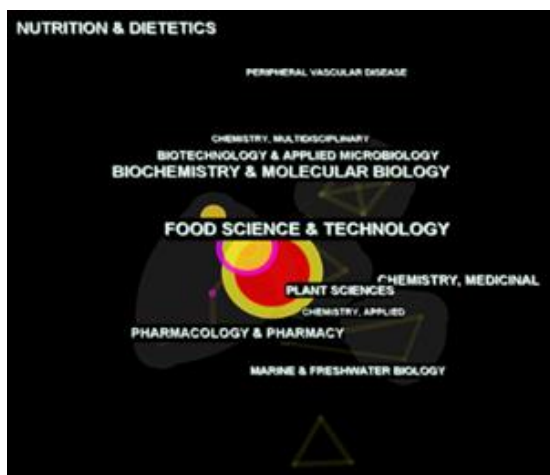 NUTRITION & DIETETICS
PERIPHERAL VASCULAR DISEASE
CHEMISTRY, MULTIDISCIPLINARY
BIOTECHNOLOGY & APPLIED MICROBIOLOGY
BIOCHEMISTRY & MOLECULAR BIOLOGY
FOOD SCIENCE & TECHNOLOGY
CHEMISTRY, MEDICINAL
PLANT SCIENCES
CHEMISTRY, APPLIED
PHARMACOLOGY & PHARMACY
MARINE & FRESHWATER BIOLOGY